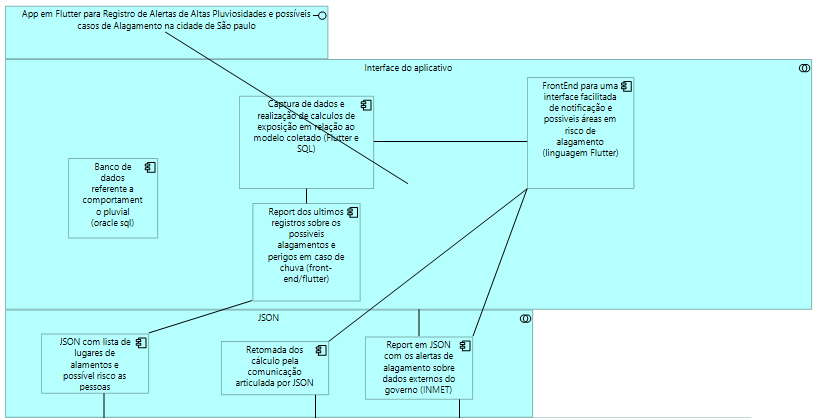 App em Flutter para Registro de Alertas de Altas Pluviosidades e possíveis
casos de Alagamento na cidade de São paulo
Interface do aplicativo
Captura de dados e
realização de calculos de
exposição em relação ao
modelo coletado (Flutter e
SQL)
FrontEnd para uma
interface facilitada
de notificação e
possiveis áreas em
risco de
alagamento
(linguagem Flutter)
Banco de
dados
referente a
comportament
o pluvial
(oracle sql)
Report dos ultimos
registros sobre os
possiveis
alagamentos e
perigos em caso de
chuva (front-
end/flutter)
JSON
JSON com lista de
lugares de
alamentos e
possível risco as
pessoas
Retomada dos
cálculo pela
comunicação
articulada por JSON
Report em JSON
com os alertas de
alagamento sobre
dados externos do
governo (INMET)